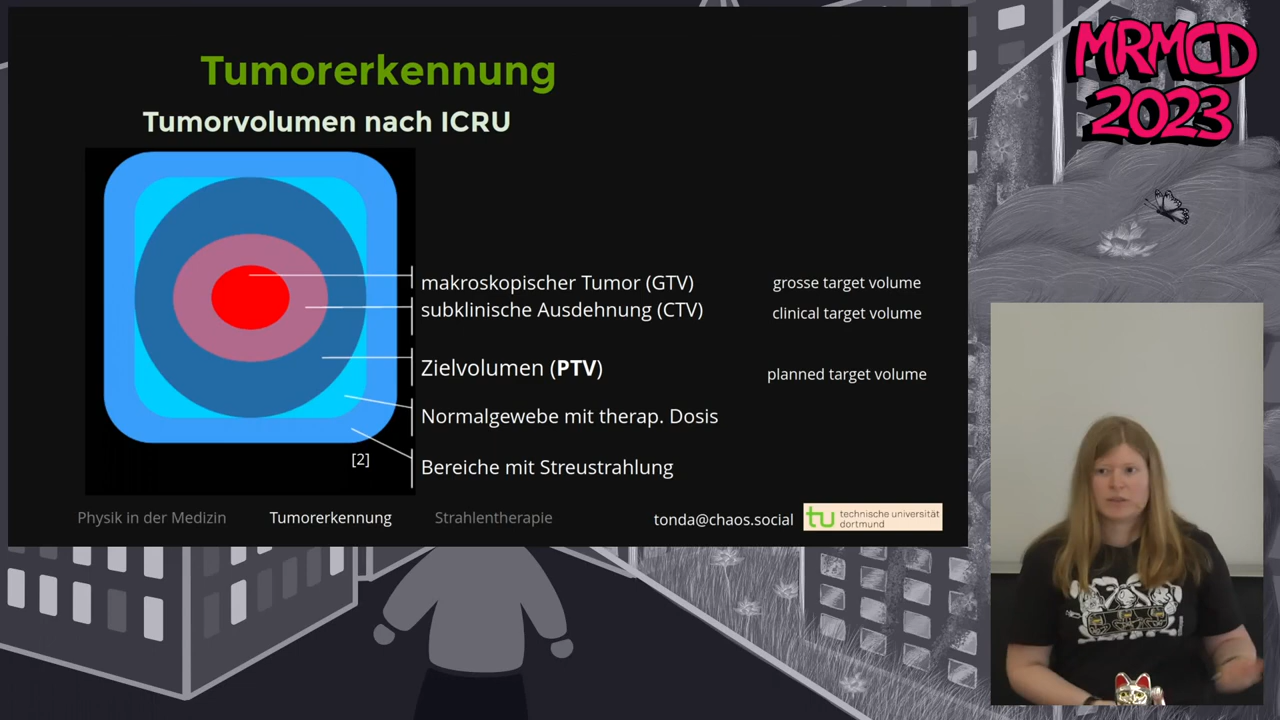 Tumorerkennung
Tumorvolumen nach ICRU
makroskopischer Tumor (GTV) grosse target volume
subklinische Ausdehnung (CTV) clinical target volume
Zielvolumen (PTV) planned target volume
Normalgewebe mit therap. Dosis
Bereiche mit Streustrahlung
[2]
Physik in der Medizin Tumorerkennung Strahlentherapie
tonda@chaos.social
tu technische universität
dortmund
MRMCD
2023